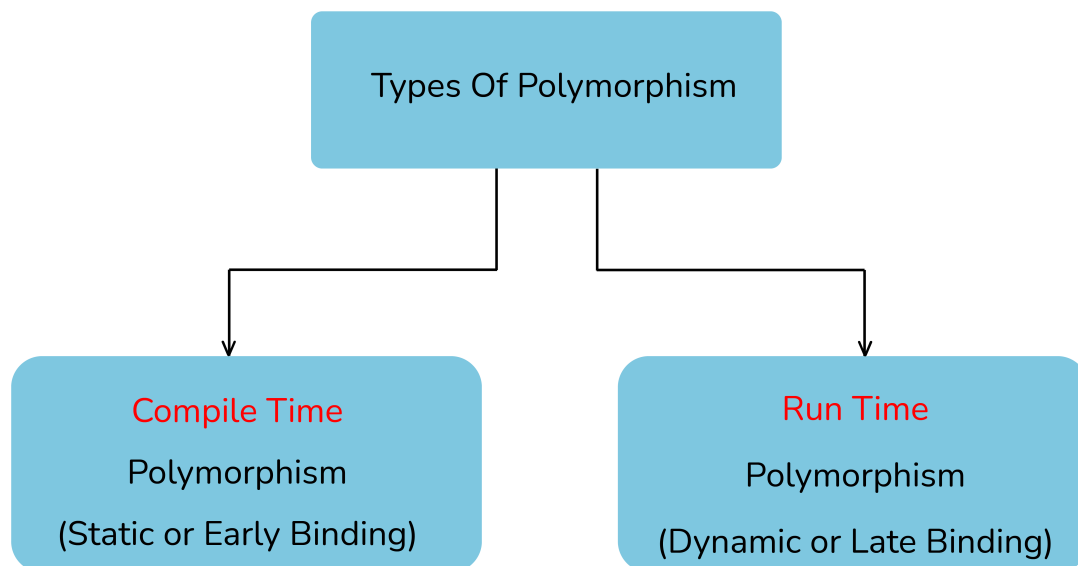 Types Of Polymorphism
Compile Time
Polymorphism
(Static or Early Binding)
Run Time
Polymorphism
(Dynamic or Late Binding)